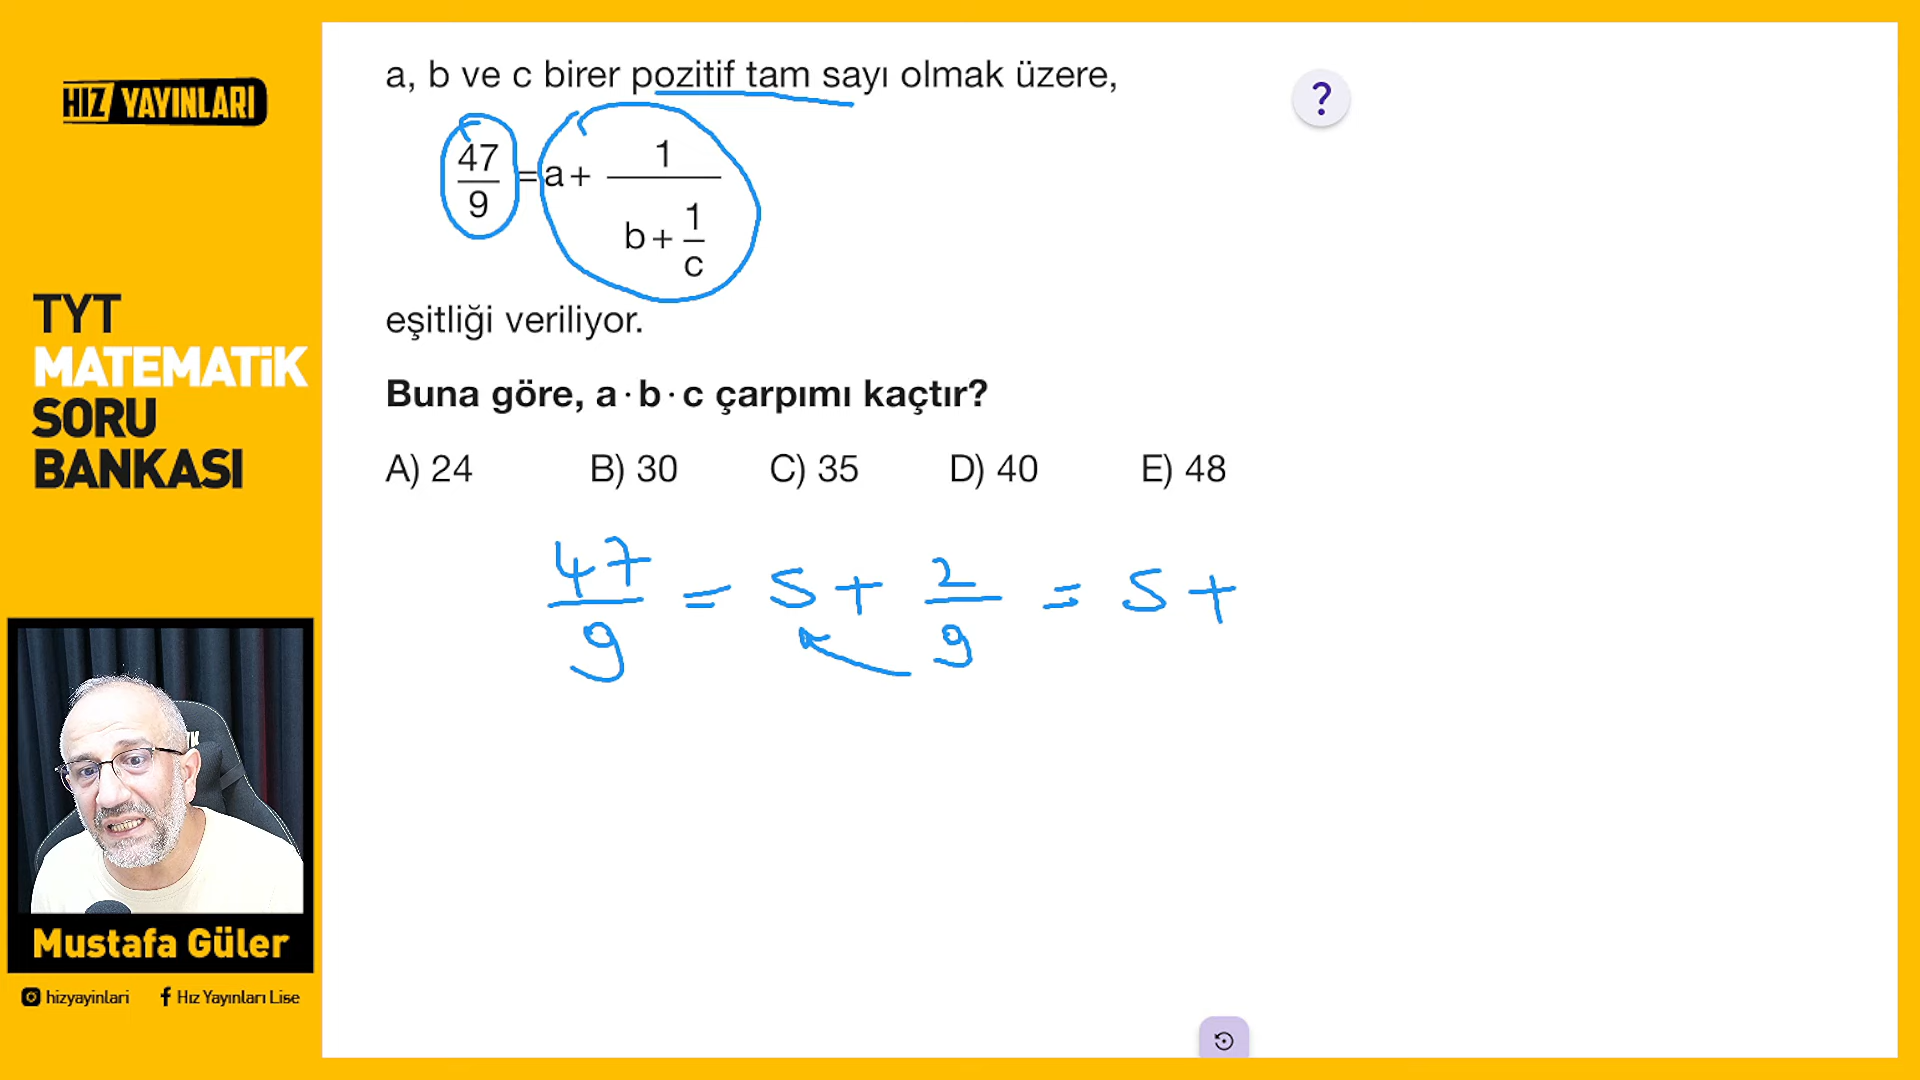 HIZ YAYINLARI
TYT
MATEMATİK
SORU
BANKASI
Mustafa Güler
hizyayinlari
Hız Yayınları Lise
a, b ve c birer pozitif tam sayı olmak üzere,
47/9 = a + 1/(b + 1/c)
eşitliği veriliyor.
Buna göre, a · b · c çarpımı kaçtır?
A) 24 B) 30 C) 35 D) 40 E) 48
47/9 = 5 + 2/9 = 5 +
?